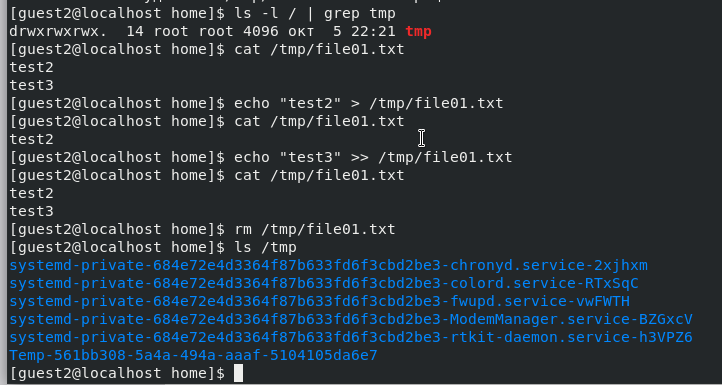 [guest2@localhost home]$ ls -l / | grep tmp
drwxrwxrwx.  14 root root 4096 окт  5 22:21 tmp
[guest2@localhost home]$ cat /tmp/file01.txt
test2
test3
[guest2@localhost home]$ echo "test2" > /tmp/file01.txt
[guest2@localhost home]$ cat /tmp/file01.txt
test2
[guest2@localhost home]$ echo "test3" >> /tmp/file01.txt
[guest2@localhost home]$ cat /tmp/file01.txt
test2
test3
[guest2@localhost home]$ rm /tmp/file01.txt
[guest2@localhost home]$ ls /tmp
systemd-private-684e72e4d3364f87b633fd6f3cbd2be3-chronyd.service-2xjhxm
systemd-private-684e72e4d3364f87b633fd6f3cbd2be3-colord.service-RTxSqC
systemd-private-684e72e4d3364f87b633fd6f3cbd2be3-fwupd.service-vwFWTH
systemd-private-684e72e4d3364f87b633fd6f3cbd2be3-ModemManager.service-BZGxcV
systemd-private-684e72e4d3364f87b633fd6f3cbd2be3-rtkit-daemon.service-h3VPZ6
Temp-561bb308-5a4a-494a-aaaf-5104105da6e7
[guest2@localhost home]$